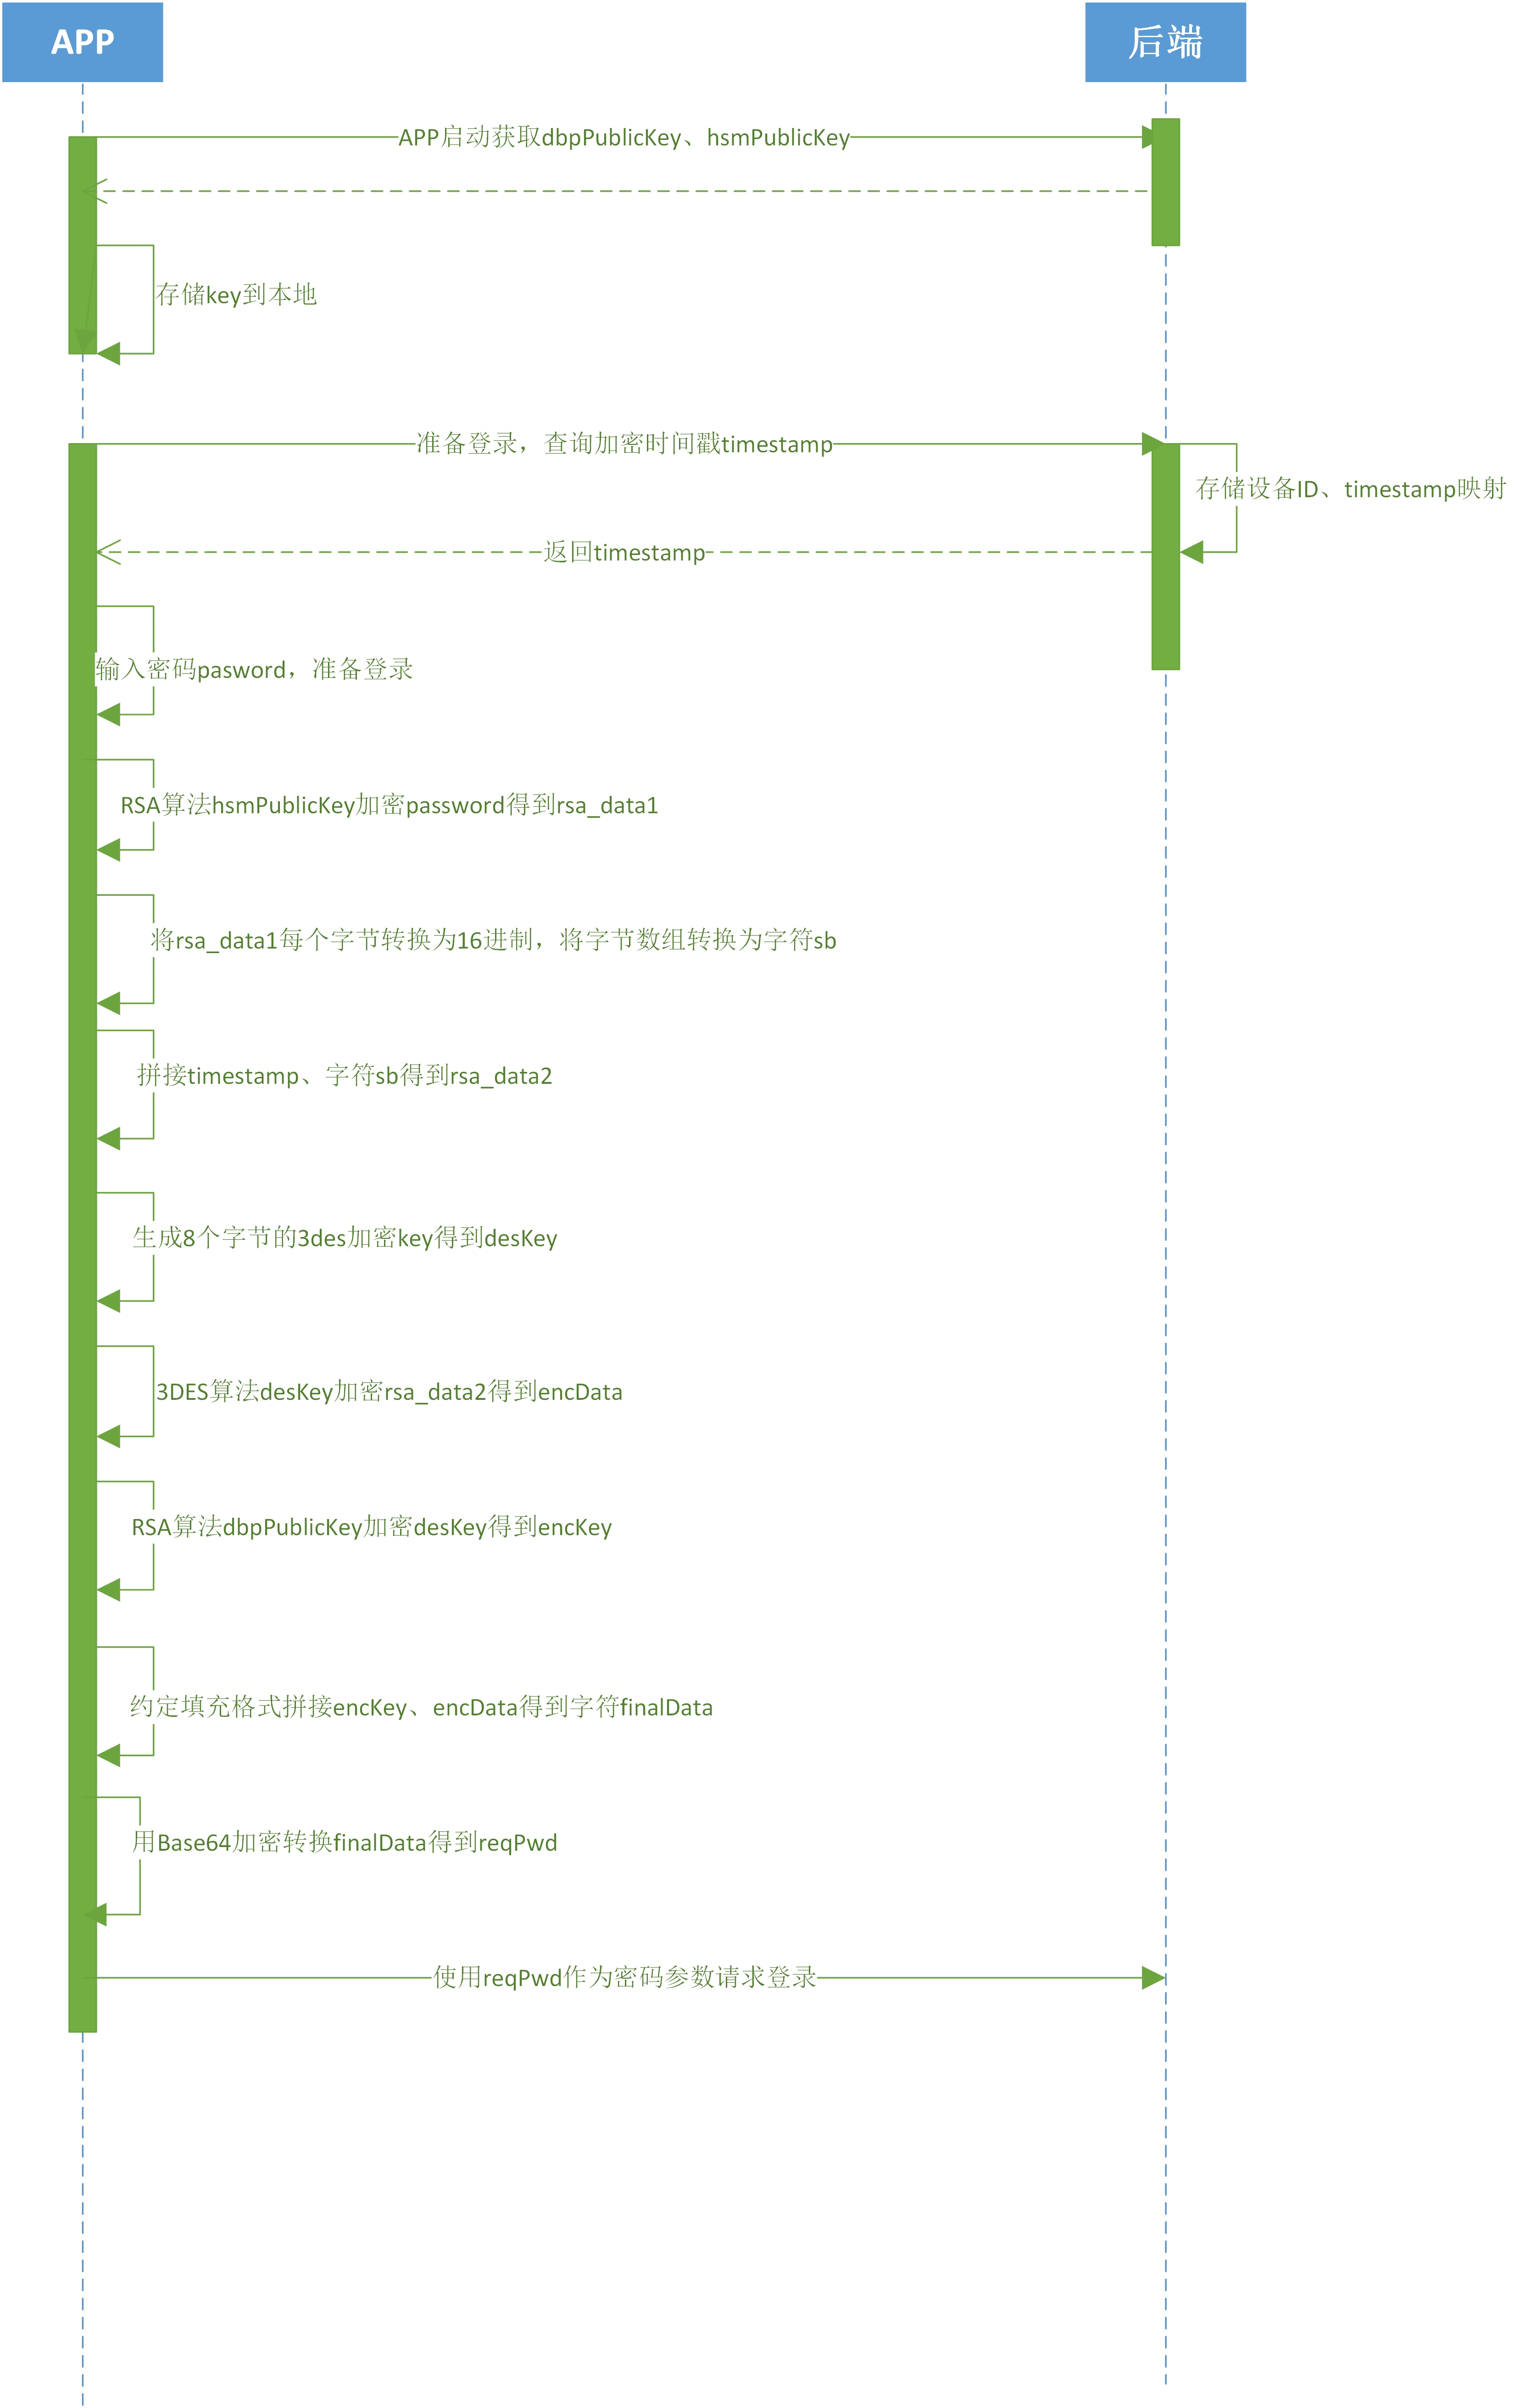 APP
后端
APP启动获取dbpPublicKey、hsmPublicKey
存储key到本地
准备登录，查询加密时间戳timestamp
存储设备ID、timestamp映射
返回timestamp
输入密码pasword，准备登录
RSA算法hsmPublicKey加密password得到rsa_data1
将rsa_data1每个字节转换为16进制，将字节数组转换为字符sb
拼接timestamp、字符sb得到rsa_data2
生成8个字节的3des加密key得到desKey
3DES算法desKey加密rsa_data2得到encData
RSA算法dbpPublicKey加密desKey得到encKey
约定填充格式拼接encKey、encData得到字符finalData
用Base64加密转换finalData得到reqPwd
使用reqPwd作为密码参数请求登录